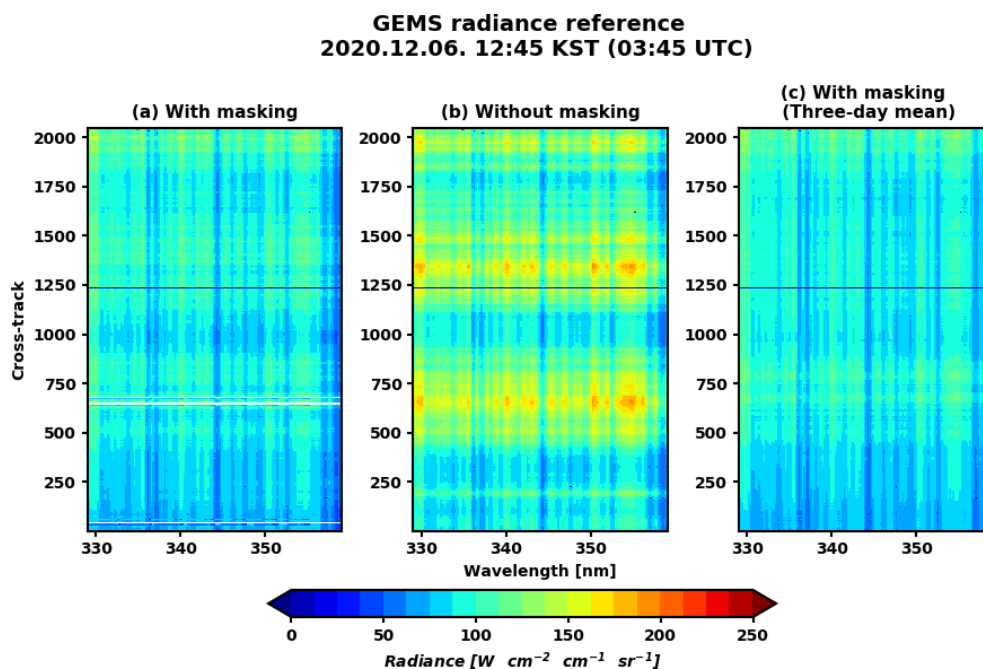 GEMS radiance reference
2020.12.06. 12:45 KST (03:45 UTC)
(a) With masking
(b) Without masking
(c) With masking
(Three-day mean)
Cross-track
2000
1750
1500
1250
1000
750
500
250
2000
1750
1500
1250
1000
750
500
250
2000
1750
1500
1250
1000
750
500
250
330 340 350
330 340 350
330 340 350
Wavelength [nm]
0 50 100 150 200 250
Radiance [W cm⁻² cm⁻¹ sr⁻¹]